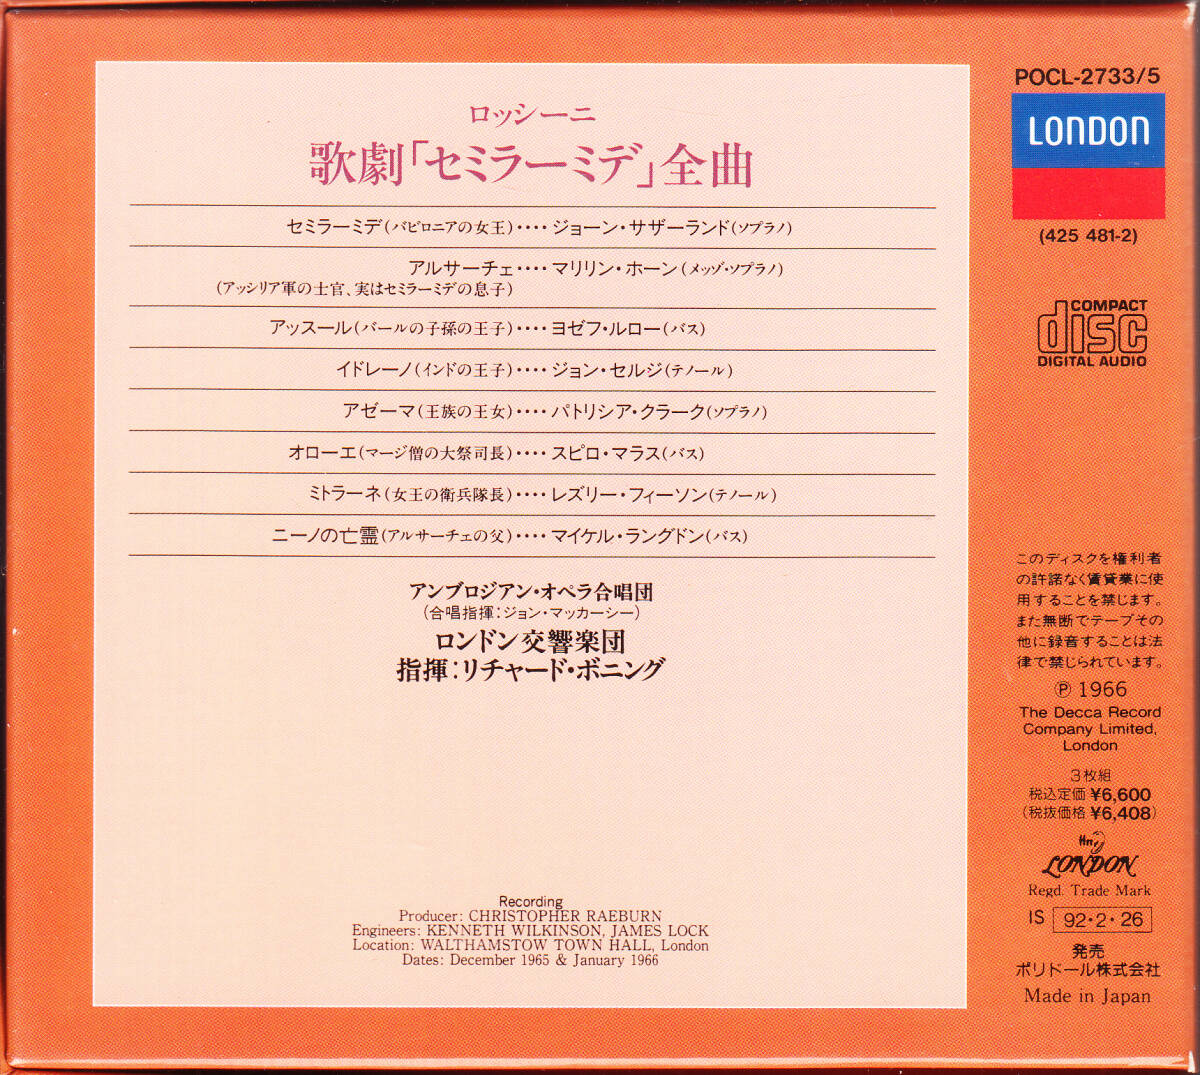 ロッシーニ
歌劇「セミラーミデ」全曲
セミラーミデ(バビロニアの女王)‥‥ジョーン・サザーランド(ソプラノ)
アルサーチェ‥‥マリリン・ホーン(メッゾ・ソプラノ)
(アッシリア軍の士官、実はセミラーミデの息子)
アッスール(バールの子孫の王子)‥‥ヨゼフ・ルロー(バス)
イドレーノ(インドの王子)‥‥ジョン・セルジ(テノール)
アゼーマ(王族の王女)‥‥パトリシア・クラーク(ソプラノ)
オローエ(マージ僧の大祭司長)‥‥スピロ・マラス(バス)
ミトラーネ(女王の衛兵隊長)‥‥レズリー・フィーソン(テノール)
ニーノの亡霊(アルサーチェの父)‥‥マイケル・ラングドン(バス)
アンブロジアン・オペラ合唱団
(合唱指揮:ジョン・マッカーシー)
ロンドン交響楽団
指揮:リチャード・ボニング
Recording
Producer: CHRISTOPHER RAEBURN
Engineers: KENNETH WILKINSON, JAMES LOCK
Location: WALTHAMSTOW TOWN HALL, London
Dates: December 1965 & January 1966
POCL-2733/5
LONDON
(425 481-2)
COMPACT
disc
DIGITAL AUDIO
このディスクを権利者
の許諾なく賃貸業に使
用することを禁じます。
また無断でテープその
他に録音することは法
律で禁じられています。
℗ 1966
The Decca Record
Company Limited,
London
3枚組
税込定価 ¥6,600
(税抜価格 ¥6,408)
LONDON
Regd. Trade Mark
IS 92・2・26
発売
ポリドール株式会社
Made in Japan